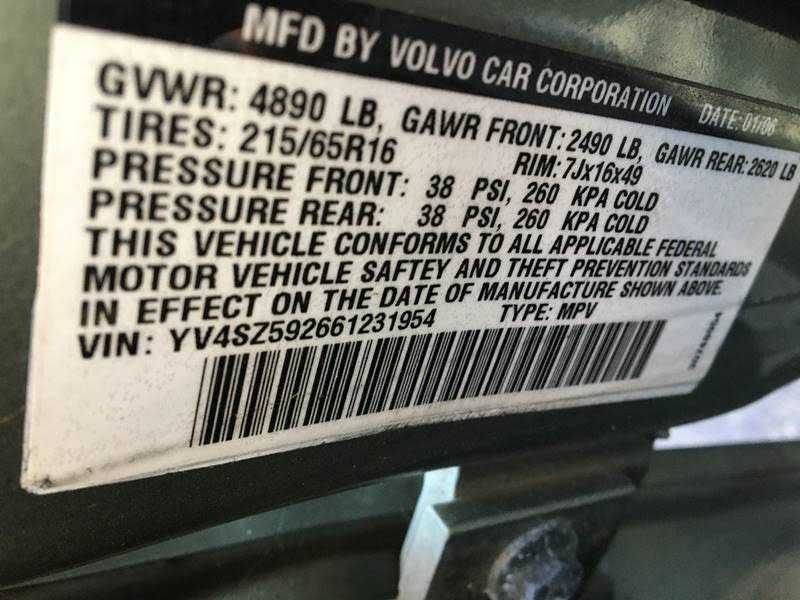 MFD BY VOLVO CAR CORPORATION DATE: 01/06
GVWR: 4890 LB, GAWR FRONT: 2490 LB, GAWR REAR: 2620 LB
TIRES: 215/65R16 RIM: 7Jx16x49
PRESSURE FRONT: 38 PSI, 260 KPA COLD
PRESSURE REAR: 38 PSI, 260 KPA COLD
THIS VEHICLE CONFORMS TO ALL APPLICABLE FEDERAL
MOTOR VEHICLE SAFTEY AND THEFT PREVENTION STANDARDS
IN EFFECT ON THE DATE OF MANUFACTURE SHOWN ABOVE.
VIN: YV4SZ592661231954 TYPE: MPV